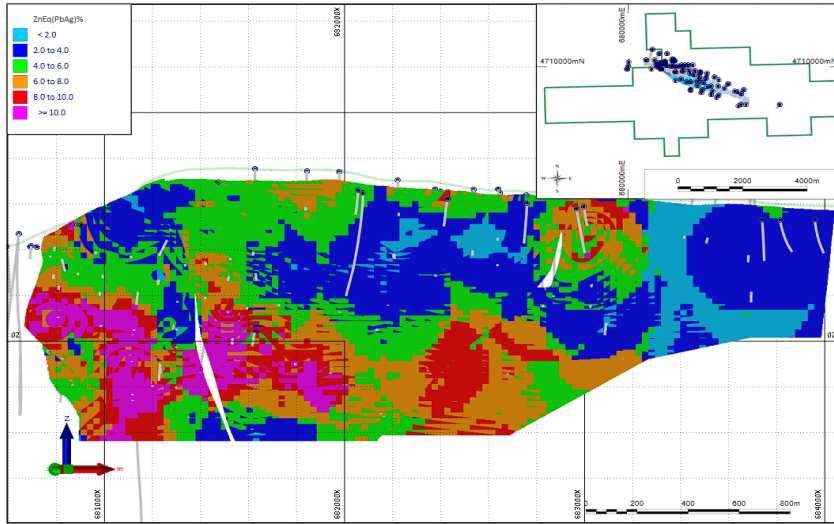 ZnEq(PbAg)%
< 2.0
2.0 to 4.0
4.0 to 6.0
6.0 to 8.0
8.0 to 10.0
>= 10.0
682000X
680000mE
4710000mN
4710000mN
N
W
E
S
680000mE
0 2000 4000m
0Z
0Z
Z
m
681000X
682000X
683000X
684000X
0 200 400 600 800m